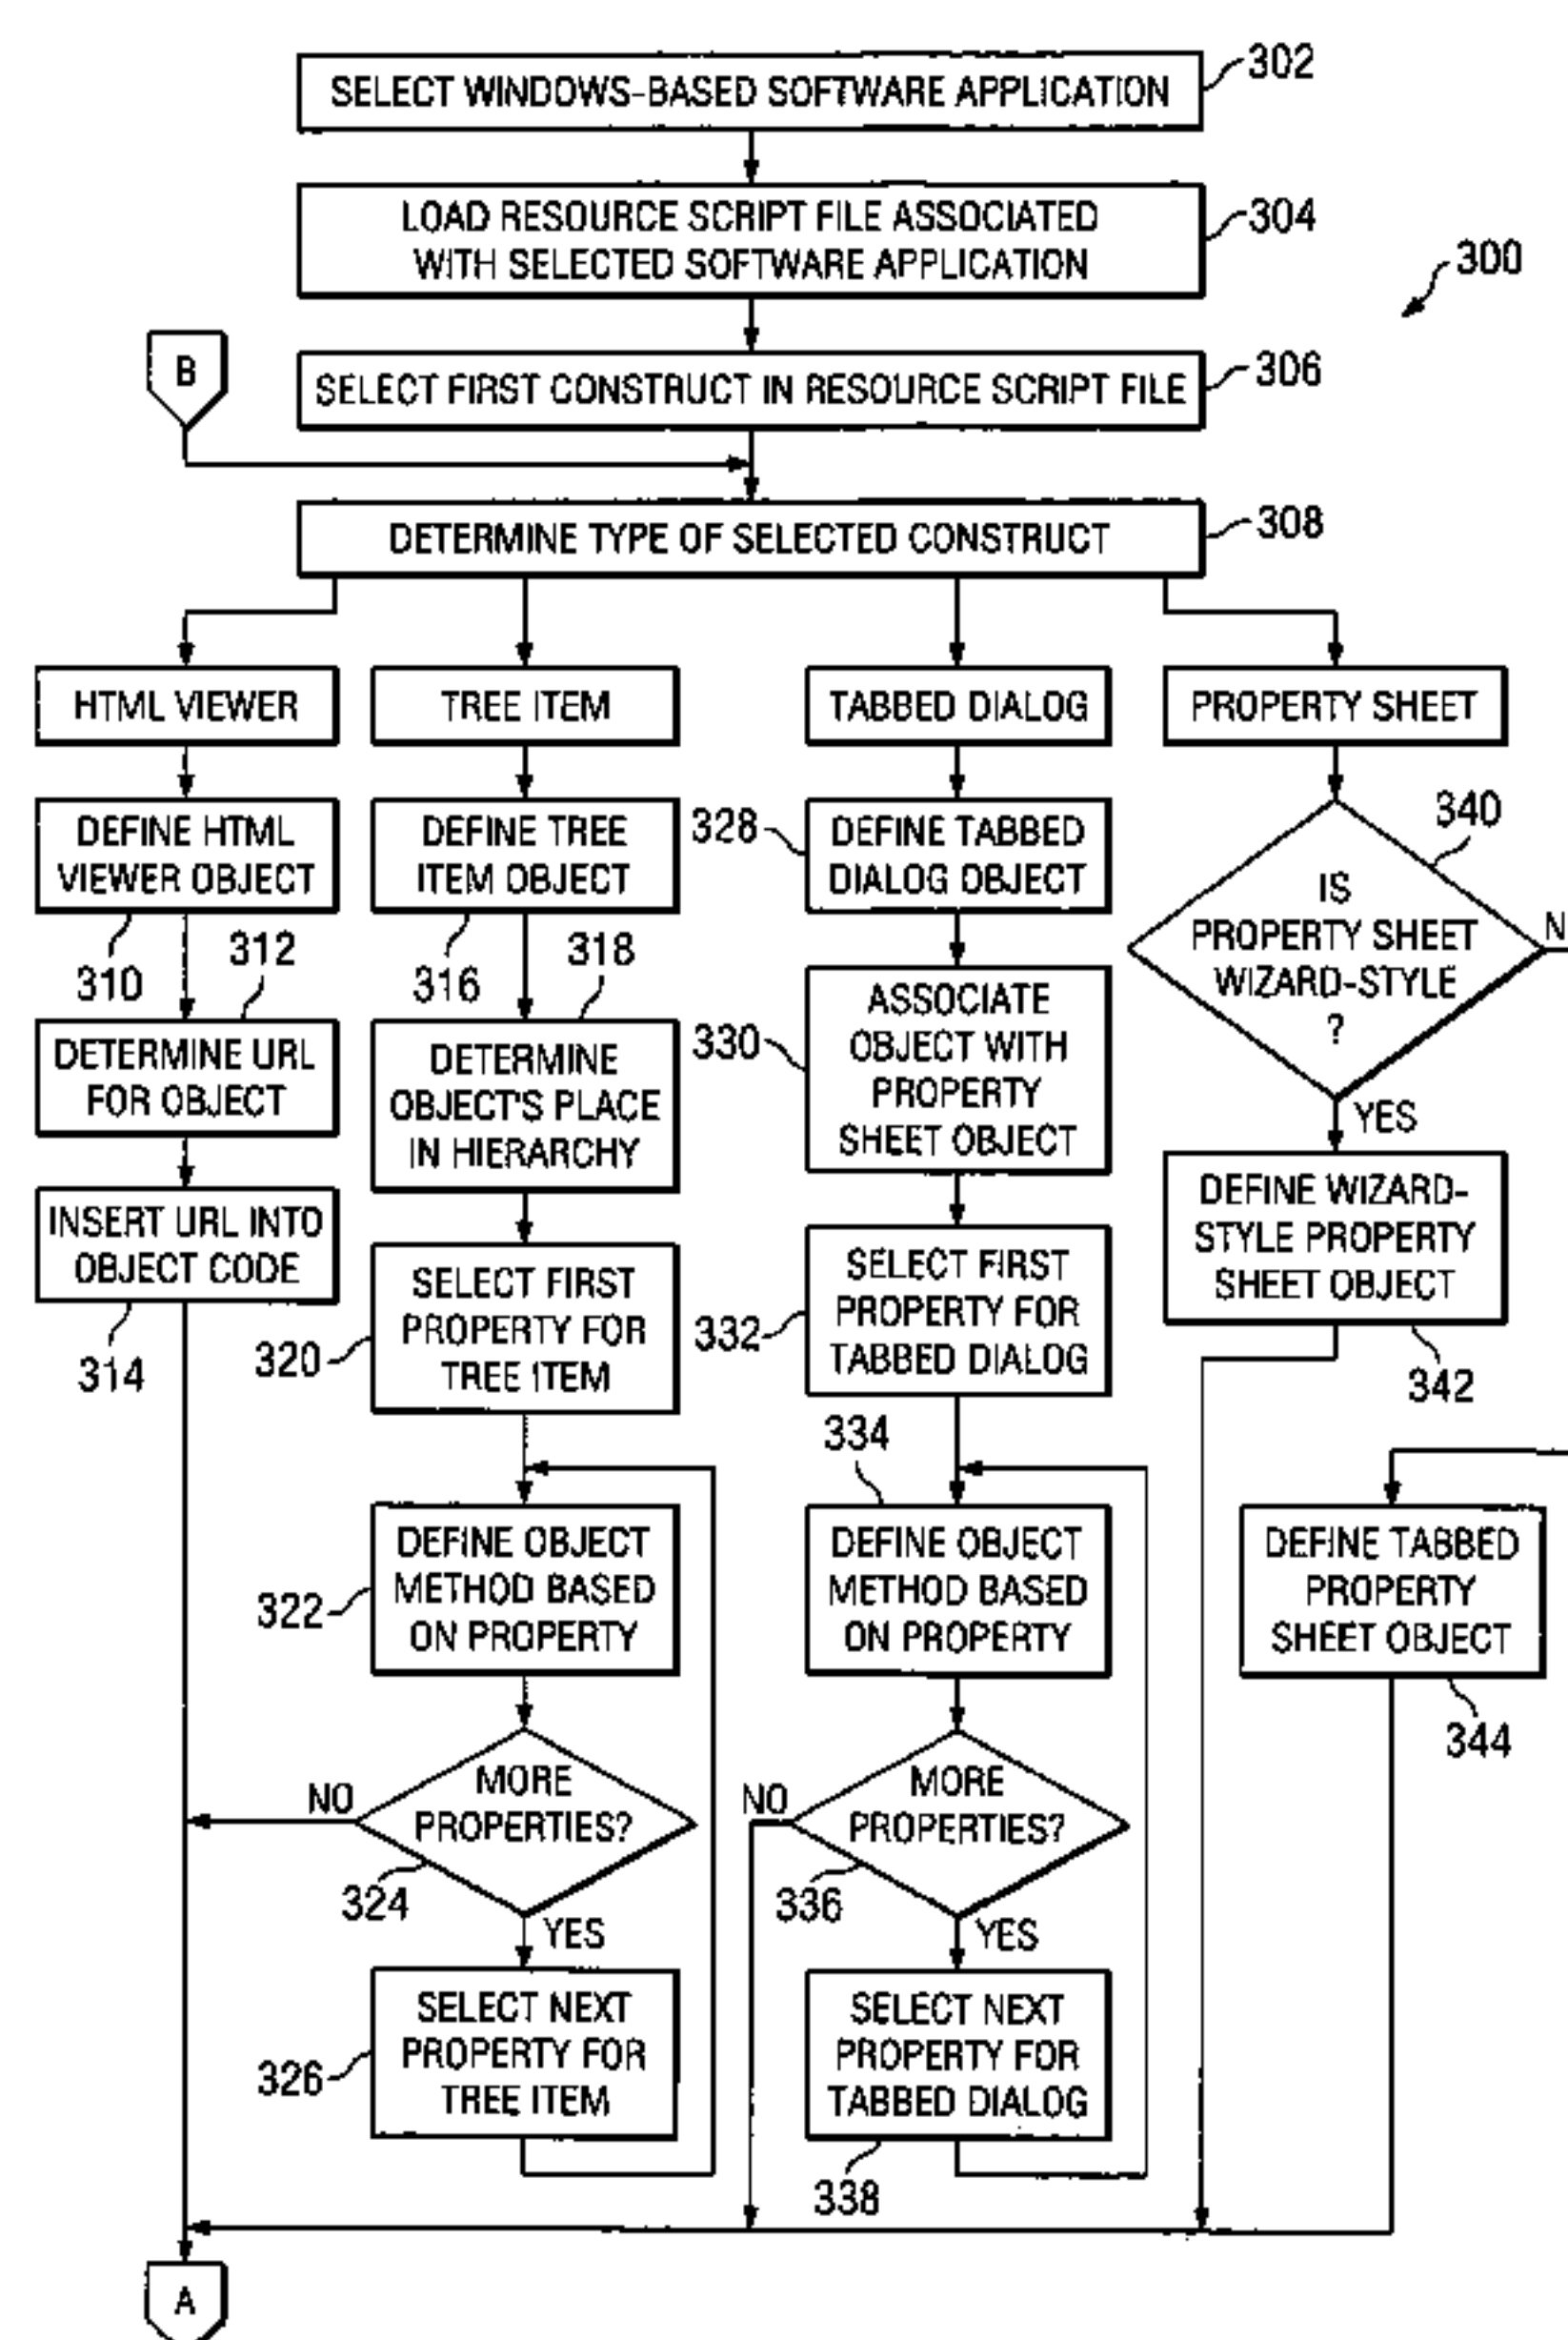 SELECT WINDOWS-BASED SOFTWARE APPLICATION
302
LOAD RESOURCE SCRIPT FILE ASSOCIATED
WITH SELECTED SOFTWARE APPLICATION
304
300
B
SELECT FIRST CONSTRUCT IN RESOURCE SCRIPT FILE
306
DETERMINE TYPE OF SELECTED CONSTRUCT
308
HTML VIEWER
DEFINE HTML
VIEWER OBJECT
310
312
DETERMINE URL
FOR OBJECT
INSERT URL INTO
OBJECT CODE
314
TREE ITEM
DEFINE TREE
ITEM OBJECT
316
318
DETERMINE
OBJECT'S PLACE
IN HIERARCHY
SELECT FIRST
PROPERTY FOR
TREE ITEM
320
DEFINE OBJECT
METHOD BASED
ON PROPERTY
322
MORE
PROPERTIES?
NO
324
YES
SELECT NEXT
PROPERTY FOR
TREE ITEM
326
TABBED DIALOG
328
DEFINE TABBED
DIALOG OBJECT
330
ASSOCIATE
OBJECT WITH
PROPERTY
SHEET OBJECT
SELECT FIRST
PROPERTY FOR
TABBED DIALOG
332
334
DEFINE OBJECT
METHOD BASED
ON PROPERTY
MORE
PROPERTIES?
NO
336
YES
SELECT NEXT
PROPERTY FOR
TABBED DIALOG
338
PROPERTY SHEET
340
IS
PROPERTY SHEET
WIZARD-STYLE
?
N
YES
DEFINE WIZARD-
STYLE PROPERTY
SHEET OBJECT
342
DEFINE TABBED
PROPERTY
SHEET OBJECT
344
A